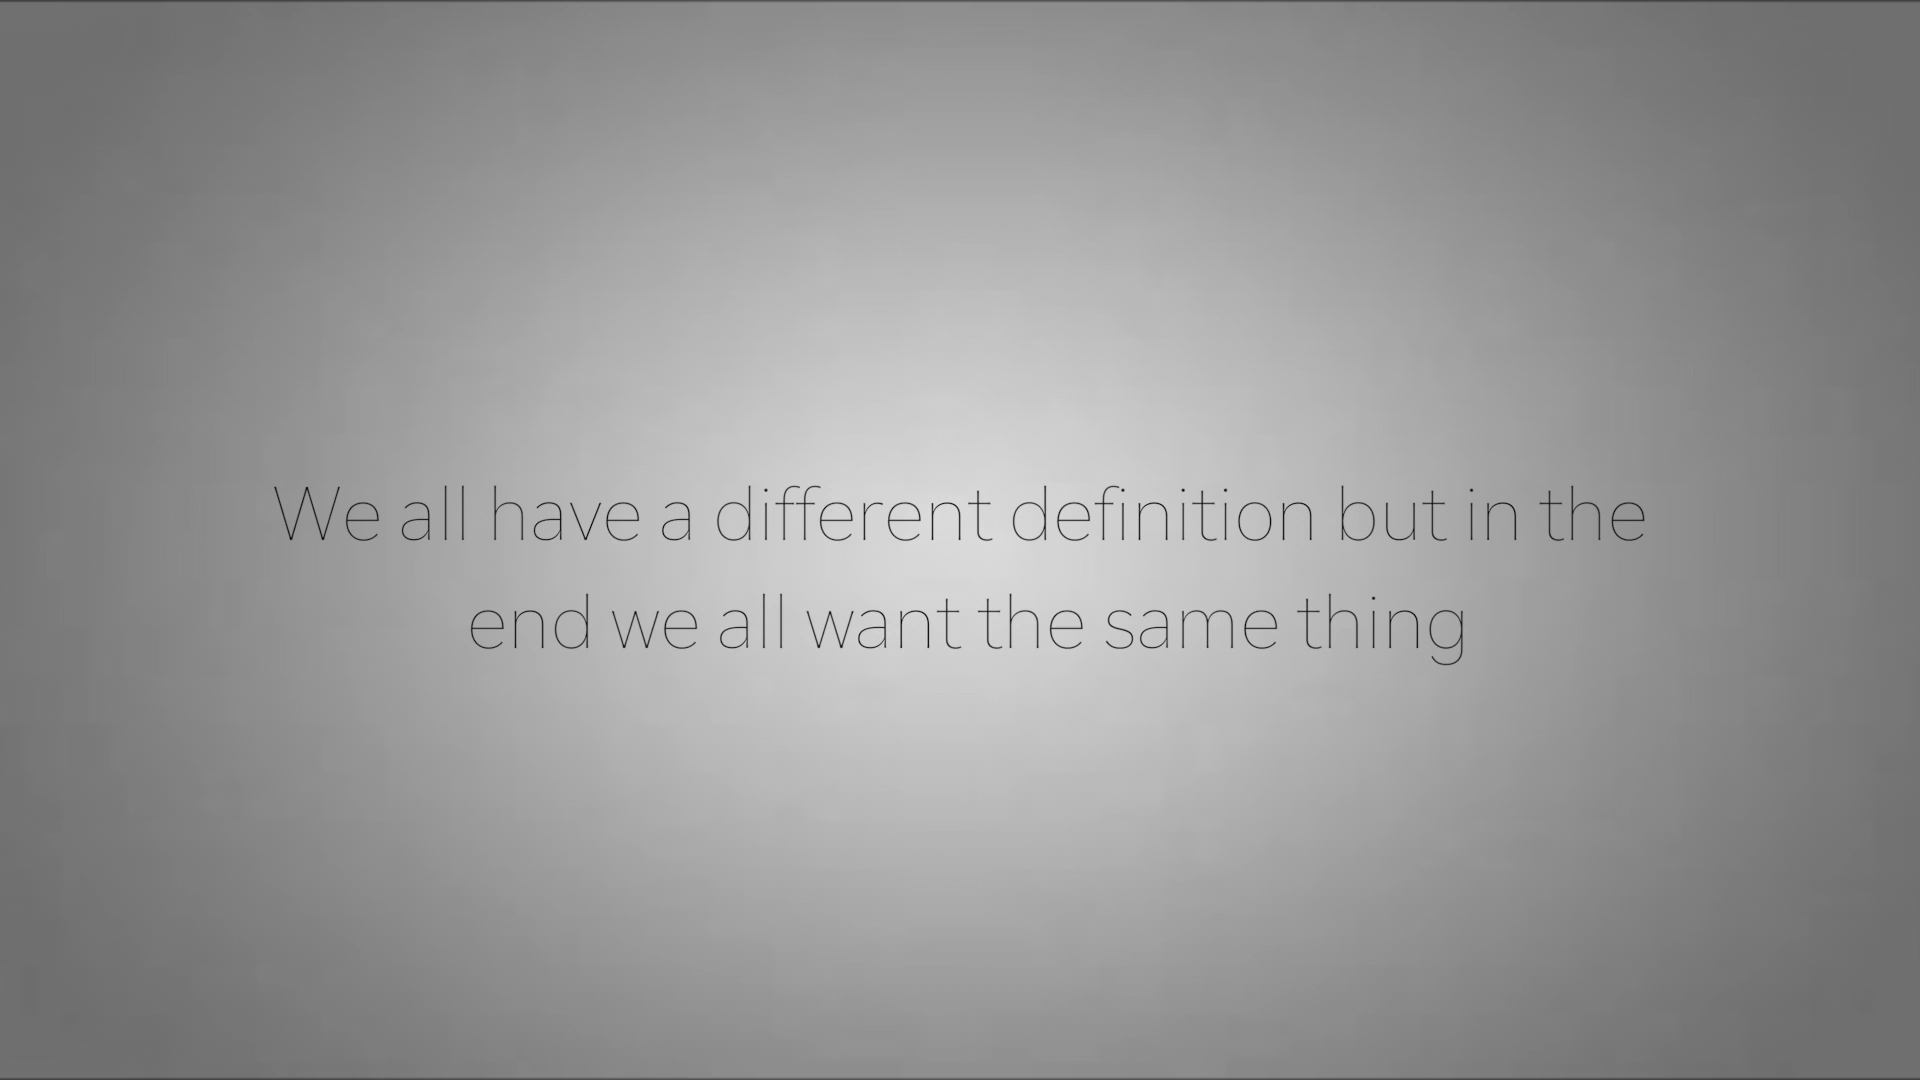 We all have a different definition but in the
end we all want the same thing